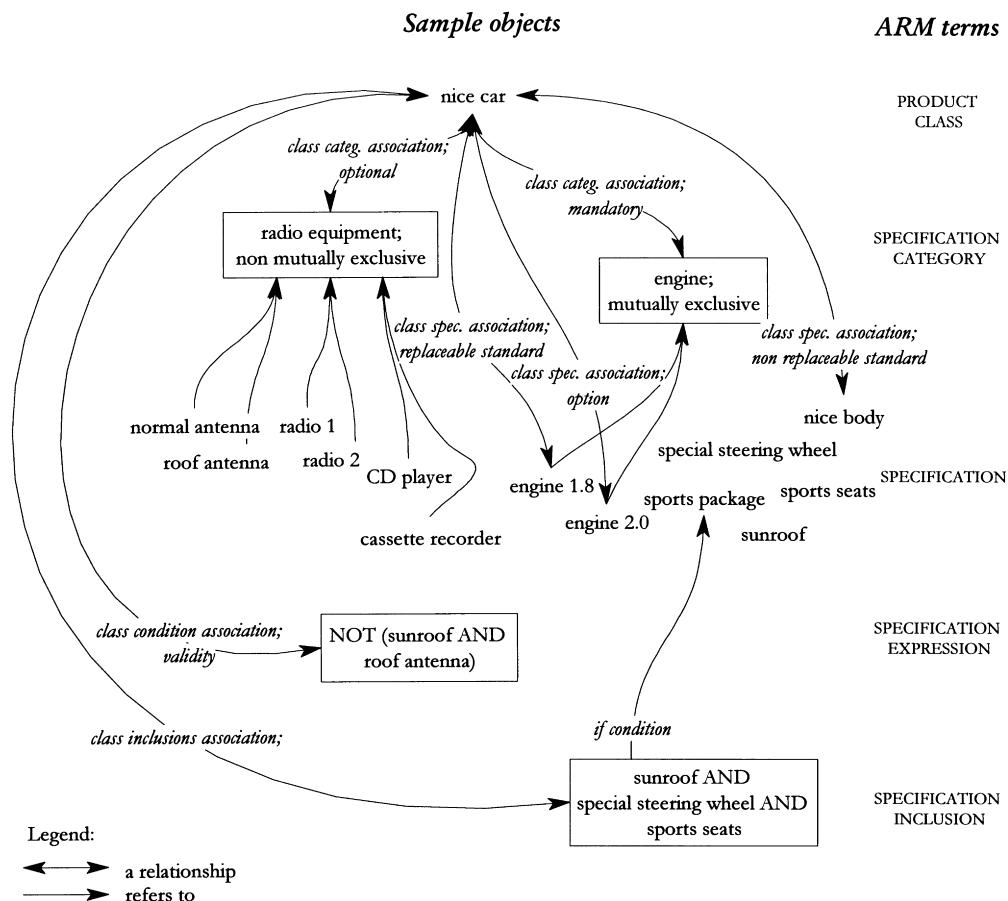 Sample objects
ARM terms
nice car
PRODUCT
CLASS
class categ. association;
optional
class categ. association;
mandatory
radio equipment;
non mutually exclusive
SPECIFICATION
CATEGORY
engine;
mutually exclusive
class spec. association;
replaceable standard
class spec. association;
option
class spec. association;
non replaceable standard
nice body
normal antenna
radio 1
roof antenna
radio 2
CD player
cassette recorder
engine 1.8
engine 2.0
special steering wheel
sports package
sports seats
sunroof
SPECIFICATION
class condition association;
validity
NOT (sunroof AND
roof antenna)
SPECIFICATION
EXPRESSION
class inclusions association;
if condition
sunroof AND
special steering wheel AND
sports seats
SPECIFICATION
INCLUSION
Legend:
a relationship
refers to